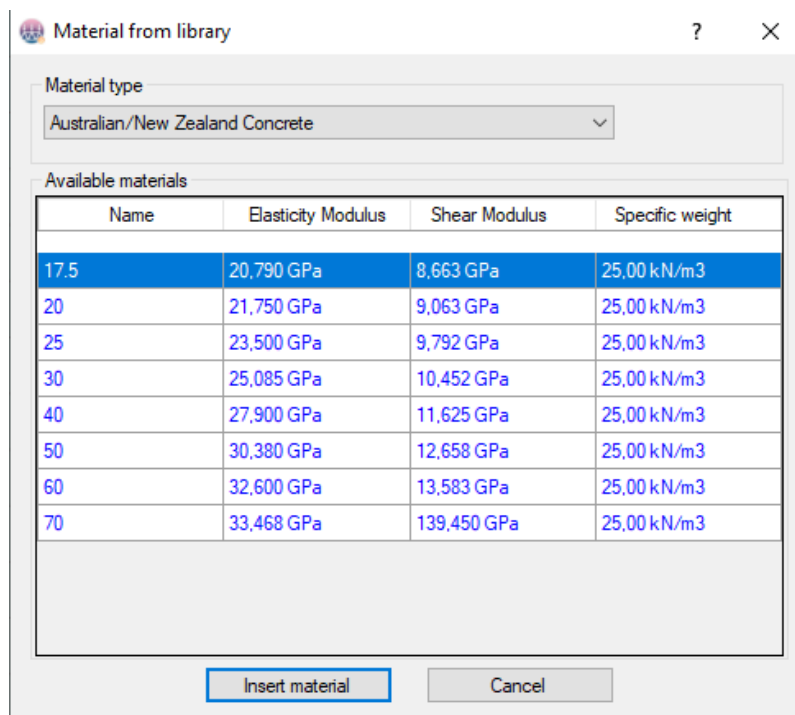 Material from library ?
Material type
Australian/New Zealand Concrete
Available materials
Name Elasticity Modulus Shear Modulus Specific weight
17.5 20,790 GPa 8,663 GPa 25,00 kN/m3
20 21,750 GPa 9,063 GPa 25,00 kN/m3
25 23,500 GPa 9,792 GPa 25,00 kN/m3
30 25,085 GPa 10,452 GPa 25,00 kN/m3
40 27,900 GPa 11,625 GPa 25,00 kN/m3
50 30,380 GPa 12,658 GPa 25,00 kN/m3
60 32,600 GPa 13,583 GPa 25,00 kN/m3
70 33,468 GPa 139,450 GPa 25,00 kN/m3
Insert material Cancel